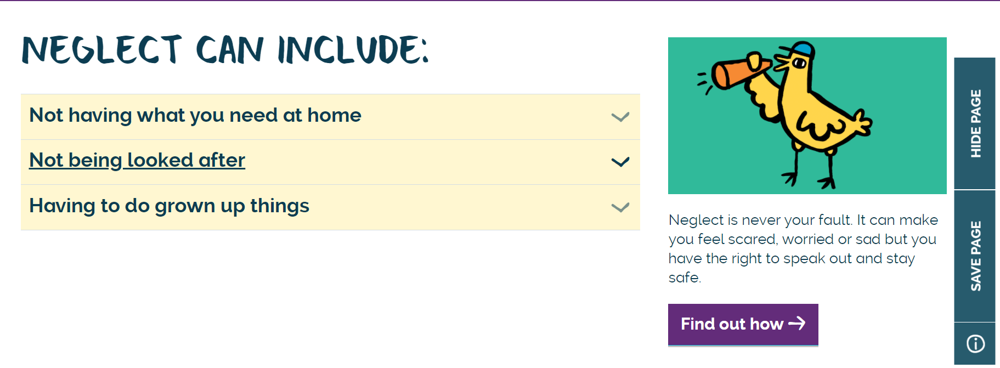 NEGLECT CAN INCLUDE:
Not having what you need at home
Not being looked after
Having to do grown up things
Neglect is never your fault. It can make
you feel scared, worried or sad but you
have the right to speak out and stay
safe.
Find out how
HIDE PAGE
SAVE PAGE